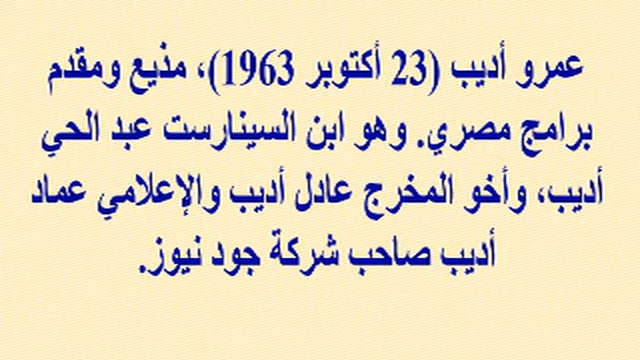 عمرو أديب (23 أكتوبر 1963)، مذيع ومقدم
برامج مصري. وهو ابن السينارست عبد الحي
أديب، وأخو المخرج عادل أديب والإعلامي عماد
أديب صاحب شركة جود نيوز.